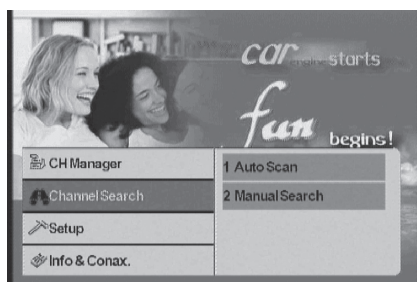 car starts
fun
begins!
CH Manager
Channel Search
Setup
Info & Conax.
1 Auto Scan
2 Manual Search